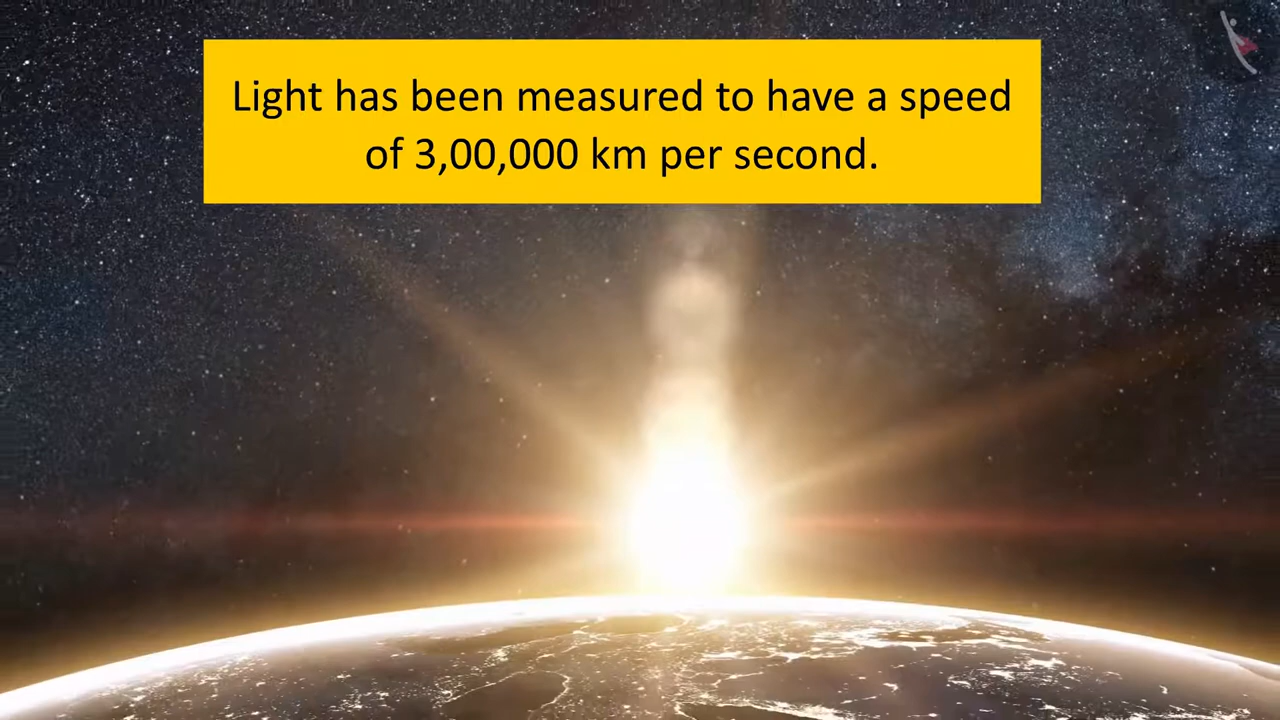 Light has been measured to have a speed
of 3,00,000 km per second.